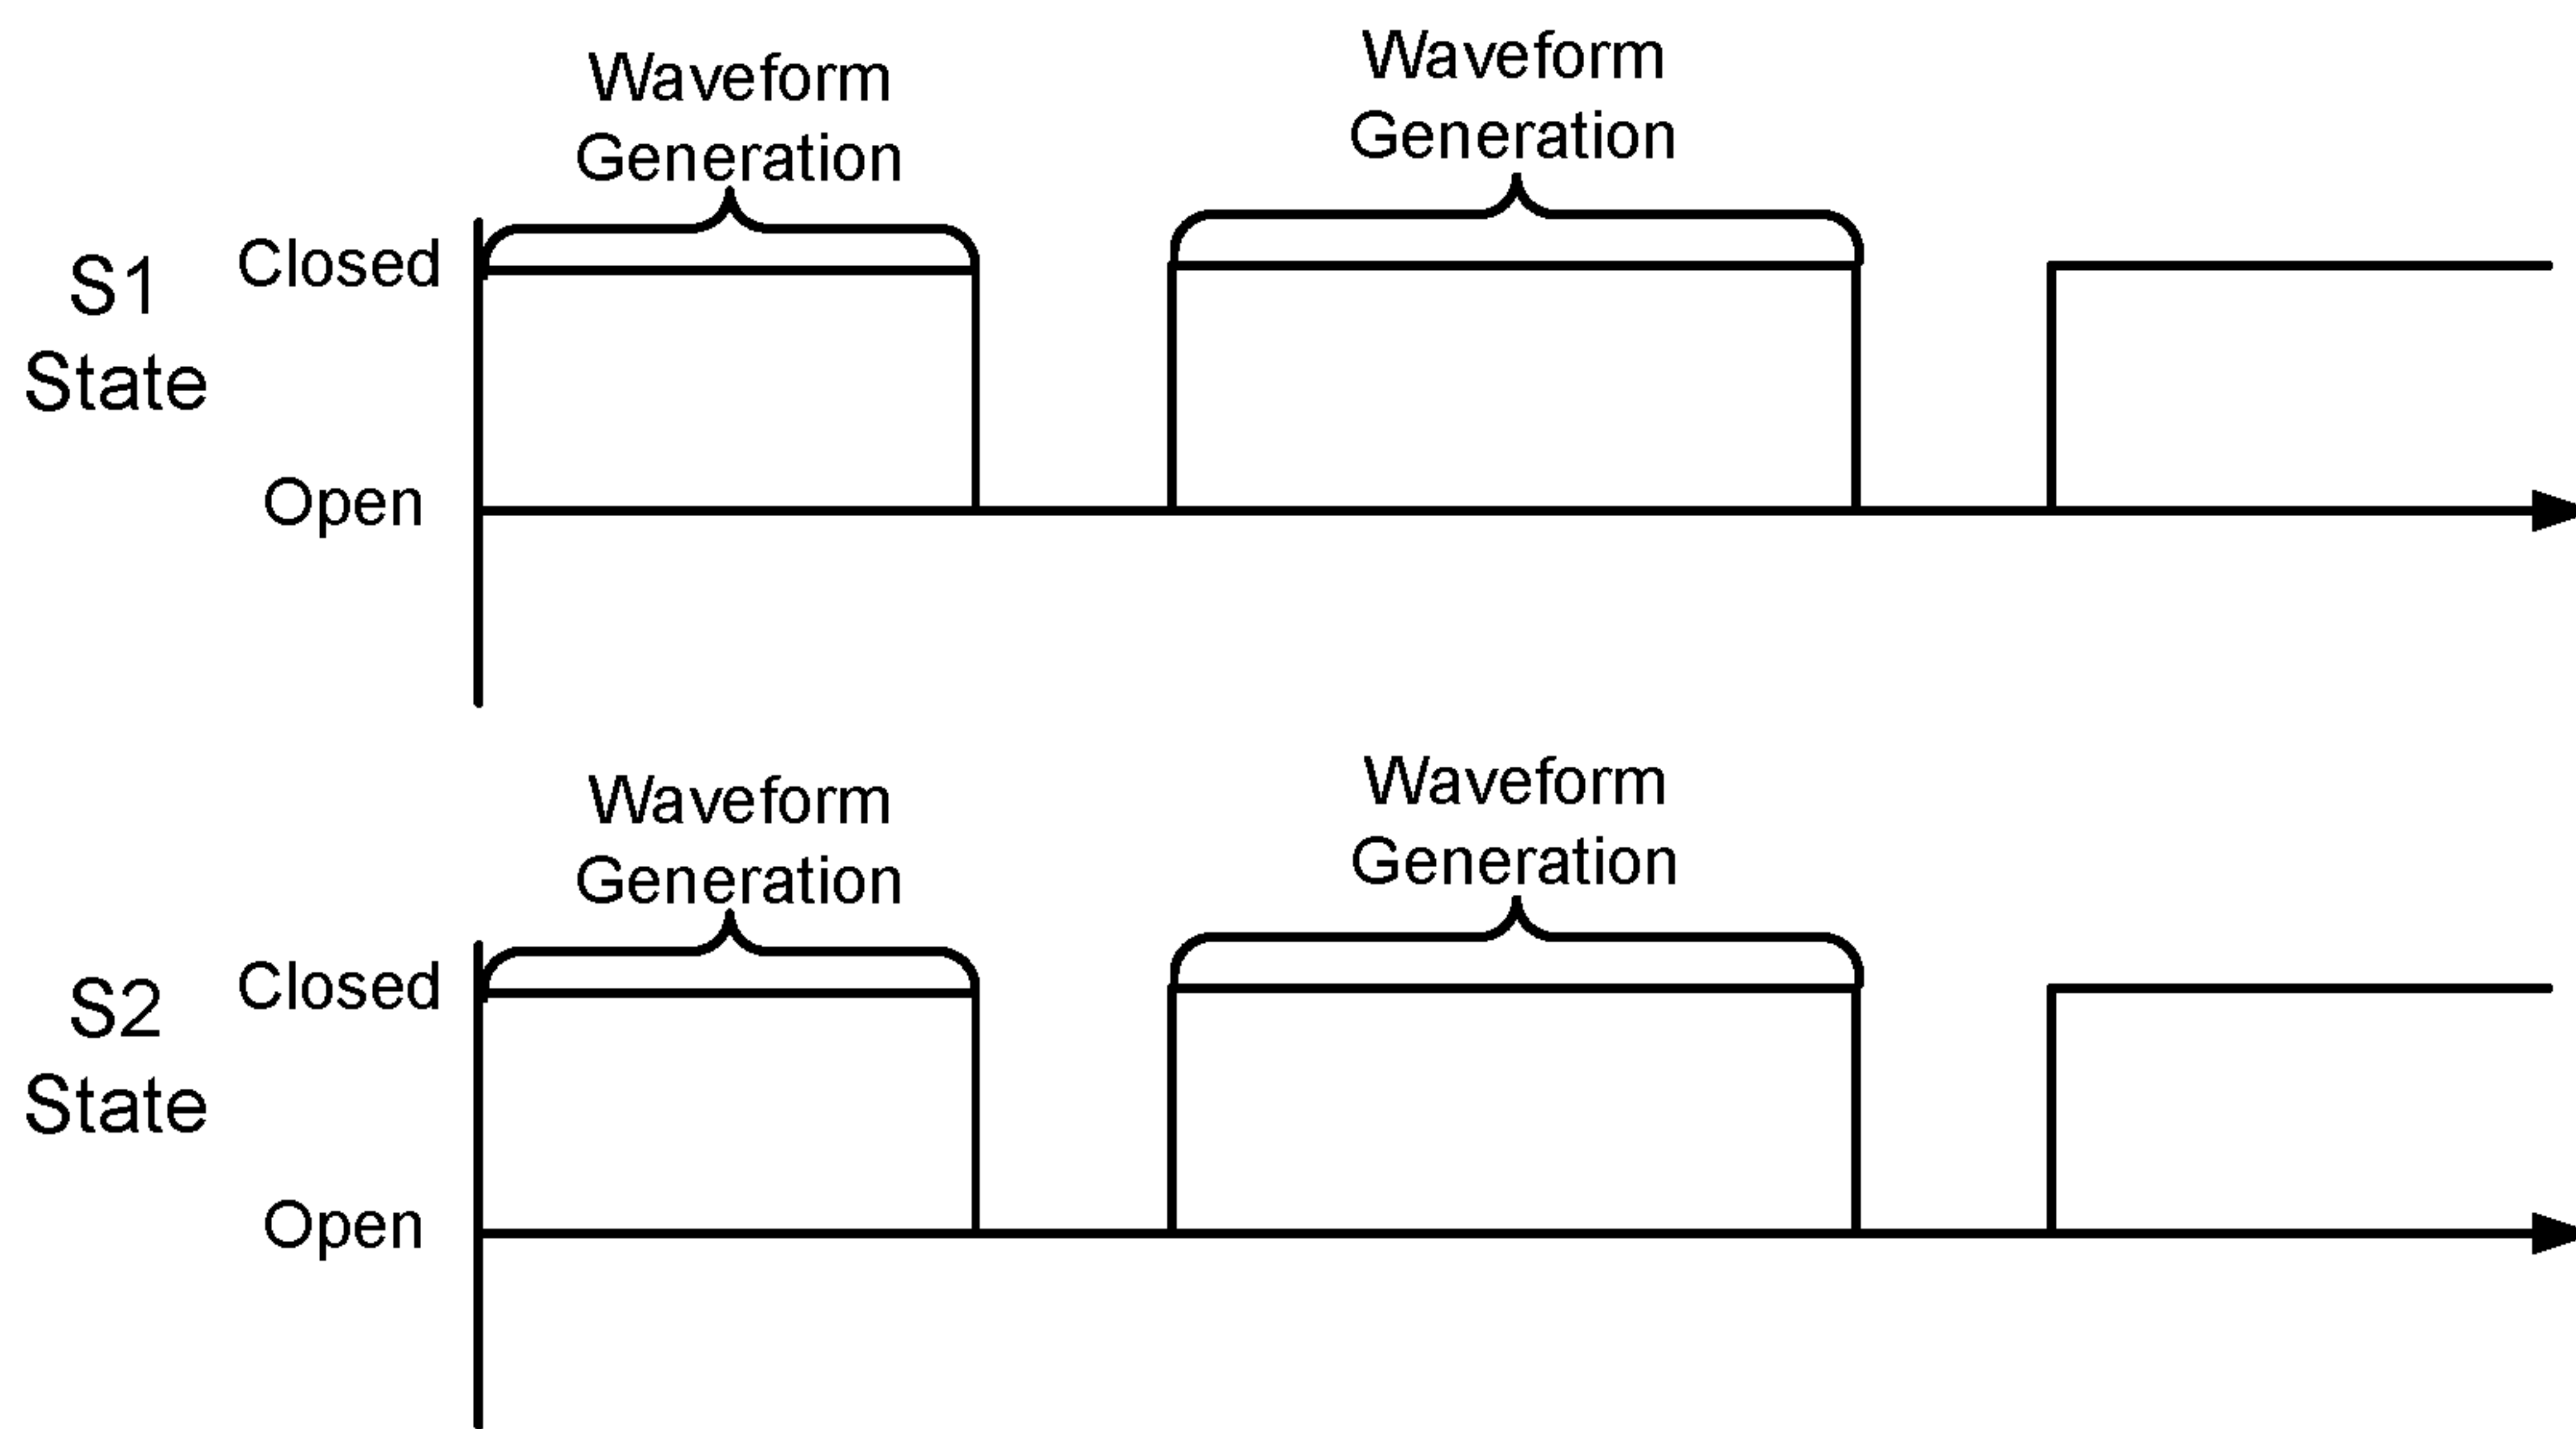 Waveform
Generation
Waveform
Generation
S1
State
Closed
Open
Waveform
Generation
Waveform
Generation
S2
State
Closed
Open